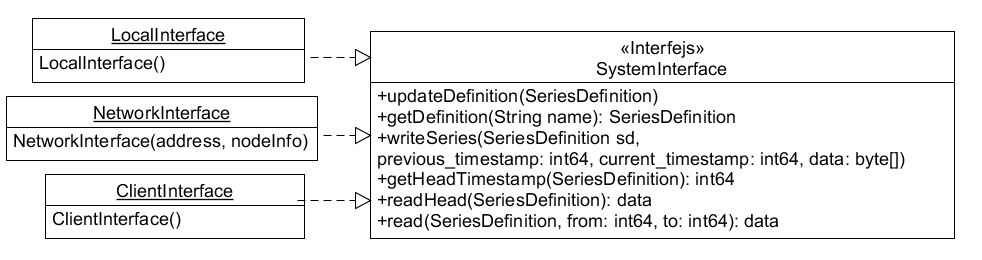 LocalInterface
LocalInterface()
NetworkInterface
NetworkInterface(address, nodeInfo)
ClientInterface
ClientInterface()
«Interfejs»
SystemInterface
+updateDefinition(SeriesDefinition)
+getDefinition(String name): SeriesDefinition
+writeSeries(SeriesDefinition sd,
previous_timestamp: int64, current_timestamp: int64, data: byte[])
+getHeadTimestamp(SeriesDefinition): int64
+readHead(SeriesDefinition): data
+read(SeriesDefinition, from: int64, to: int64): data